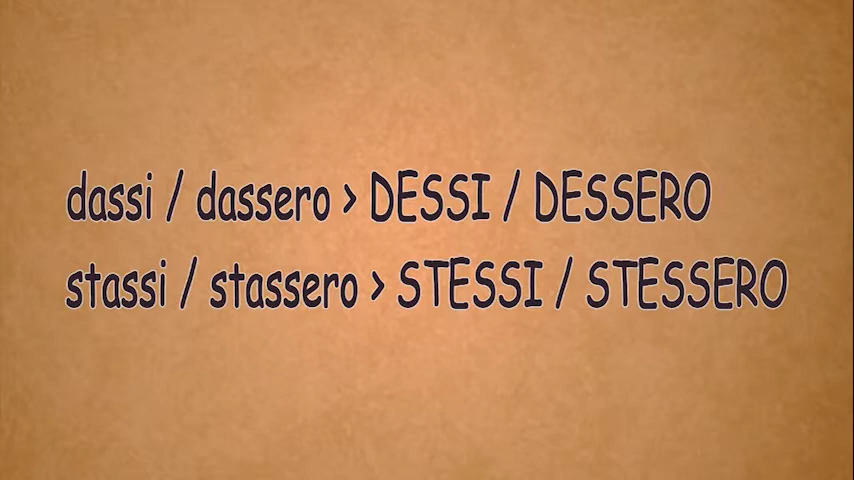 dassi / dassero > DESSI / DESSERO
stassi / stassero > STESSI / STESSERO